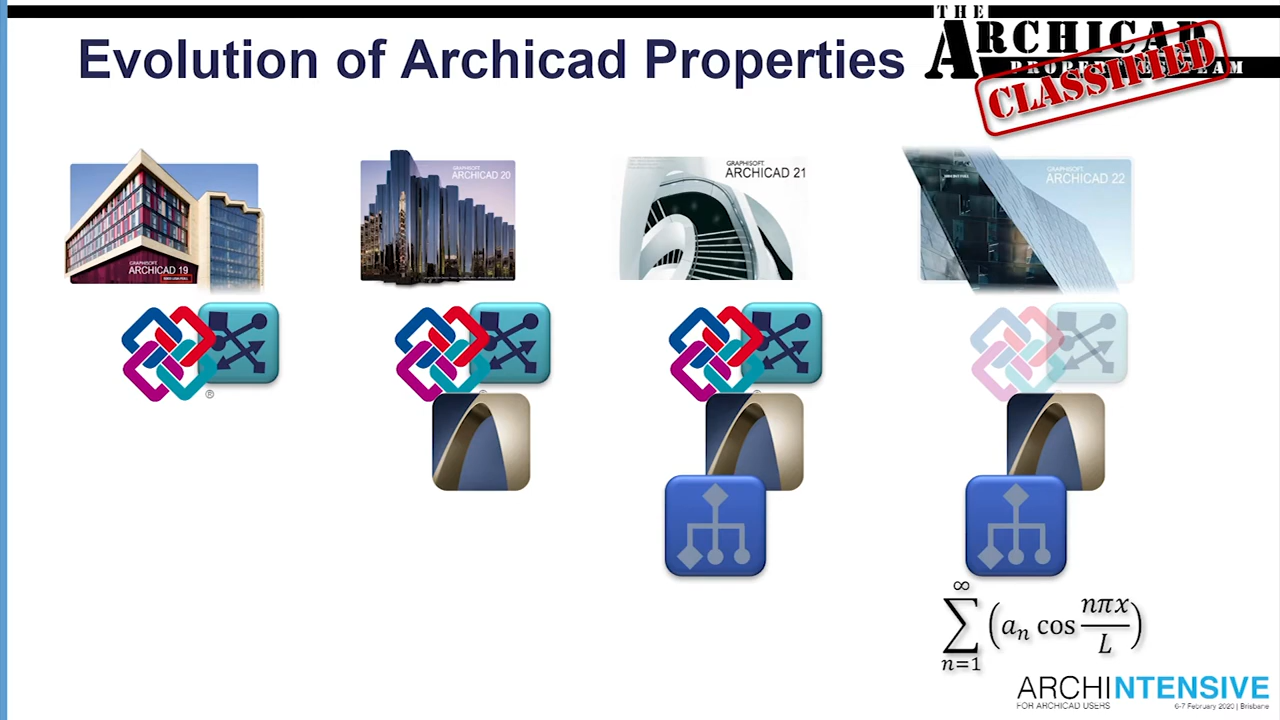 THE
ARCHICAD
CLASSIFIED
Evolution of Archicad Properties
GRAPHISOFT.
ARCHICAD 19
GRAPHISOFT.
ARCHICAD 20
GRAPHISOFT.
ARCHICAD 21
GRAPHISOFT.
ARCHICAD 22
®
∞
∑ (aₙ cos nπx/L)
n=1
ARCHINTENSIVE
FOR ARCHICAD USERS
6-7 February 2020 | Brisbane